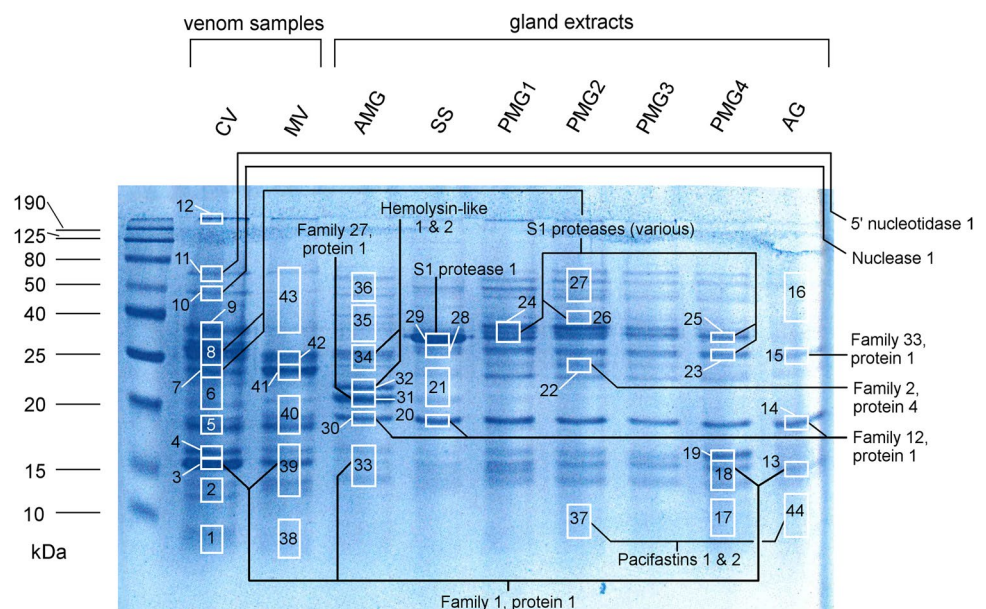 venom samples
gland extracts
CV
MV
AMG
SS
PMG1
PMG2
PMG3
PMG4
AG
190
125
80
50
40
25
20
15
10
kDa
12
11
10
9
8
7
6
5
4
3
2
1
43
42
41
40
39
38
36
35
34
32
31
30
33
29
28
21
20
24
27
26
22
37
25
23
19
18
17
16
15
14
13
44
Family 27,
protein 1
Hemolysin-like
1 & 2
S1 protease 1
S1 proteases (various)
5' nucleotidase 1
Nuclease 1
Family 33,
protein 1
Family 2,
protein 4
Family 12,
protein 1
Pacifastins 1 & 2
Family 1, protein 1